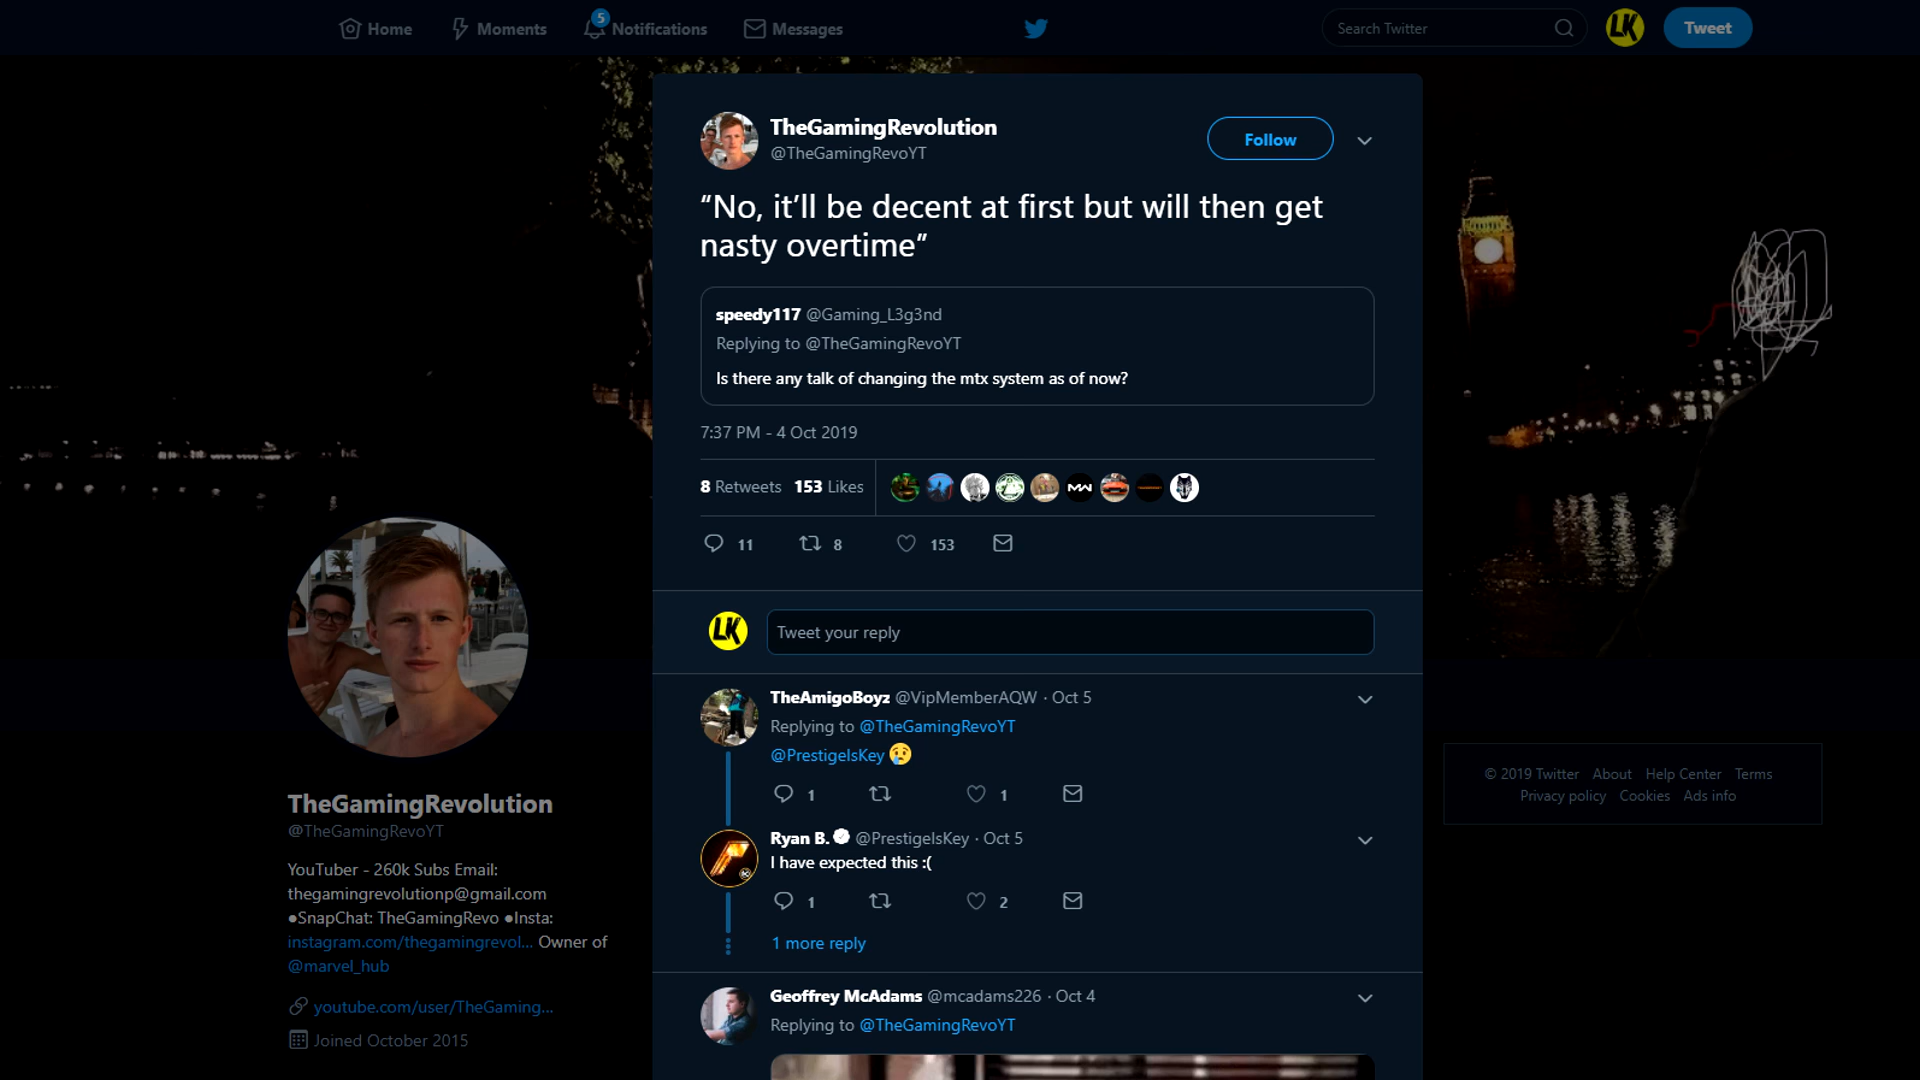 Home
Moments
5
Notifications
Messages
Search Twitter
LK
Tweet
TheGamingRevolution
@TheGamingRevoYT
Follow
“No, it’ll be decent at first but will then get
nasty overtime”
speedy117 @Gaming_L3g3nd
Replying to @TheGamingRevoYT
Is there any talk of changing the mtx system as of now?
7:37 PM - 4 Oct 2019
8 Retweets 153 Likes
MW
11
8
153
LK
Tweet your reply
TheAmigoBoyz @VipMemberAQW · Oct 5
Replying to @TheGamingRevoYT
@PrestigeIsKey 😢
1
1
Ryan B. @PrestigeIsKey · Oct 5
I have expected this :(
1
2
1 more reply
Geoffrey McAdams @mcadams226 · Oct 4
Replying to @TheGamingRevoYT
TheGamingRevolution
@TheGamingRevoYT
YouTuber - 260k Subs Email:
thegamingrevolutionp@gmail.com
●SnapChat: TheGamingRevo ●Insta:
instagram.com/thegamingrevol... Owner of
@marvel_hub
youtube.com/user/TheGaming...
Joined October 2015
© 2019 Twitter About Help Center Terms
Privacy policy Cookies Ads info